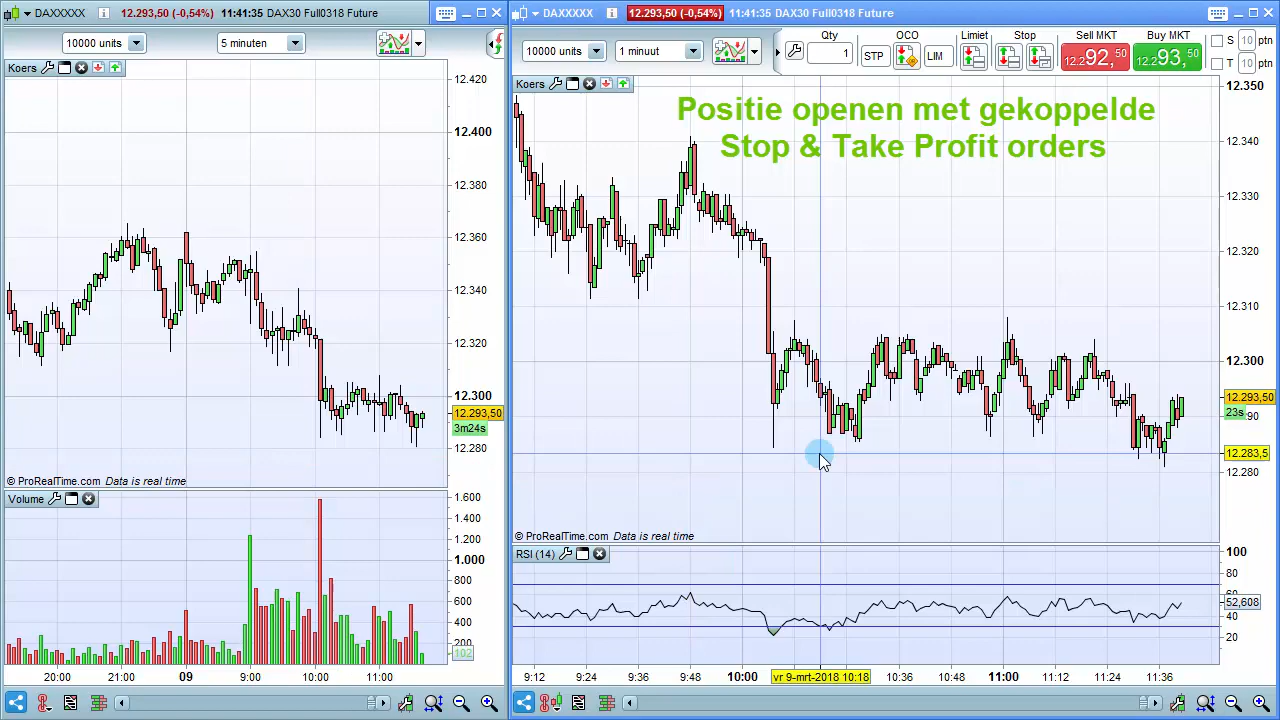 DAXXXXX 12.293,50 (-0,54%) 11:41:35 DAX30 Full0318 Future
10000 units
5 minuten
12.420
12.400
12.380
12.360
12.340
12.320
12.300
12.293,50
3m24s
12.280
© ProRealTime.com Data is real time
Volume
1.600
1.400
1.200
1.000
800
600
400
200
102
20:00 22:00 09 9:00 10:00 11:00
DAXXXXX 12.293,50 (-0,54%) 11:41:35 DAX30 Full0318 Future
10000 units
1 minuut
Qty OCO Limiet Stop Sell MKT Buy MKT
1 STP LIM 12.292,50 12.293,50
S 10 ptn
T 10 ptn
Koers
Positie openen met gekoppelde
Stop & Take Profit orders
12.350
12.340
12.330
12.320
12.310
12.300
12.293,50
23s
12.283,5
12.280
© ProRealTime.com Data is real time
RSI (14)
100
80
52,608
40
20
9:12 9:24 9:36 9:48 10:00 vr 9-mrt-2018 10:18 10:36 10:48 11:00 11:12 11:24 11:36